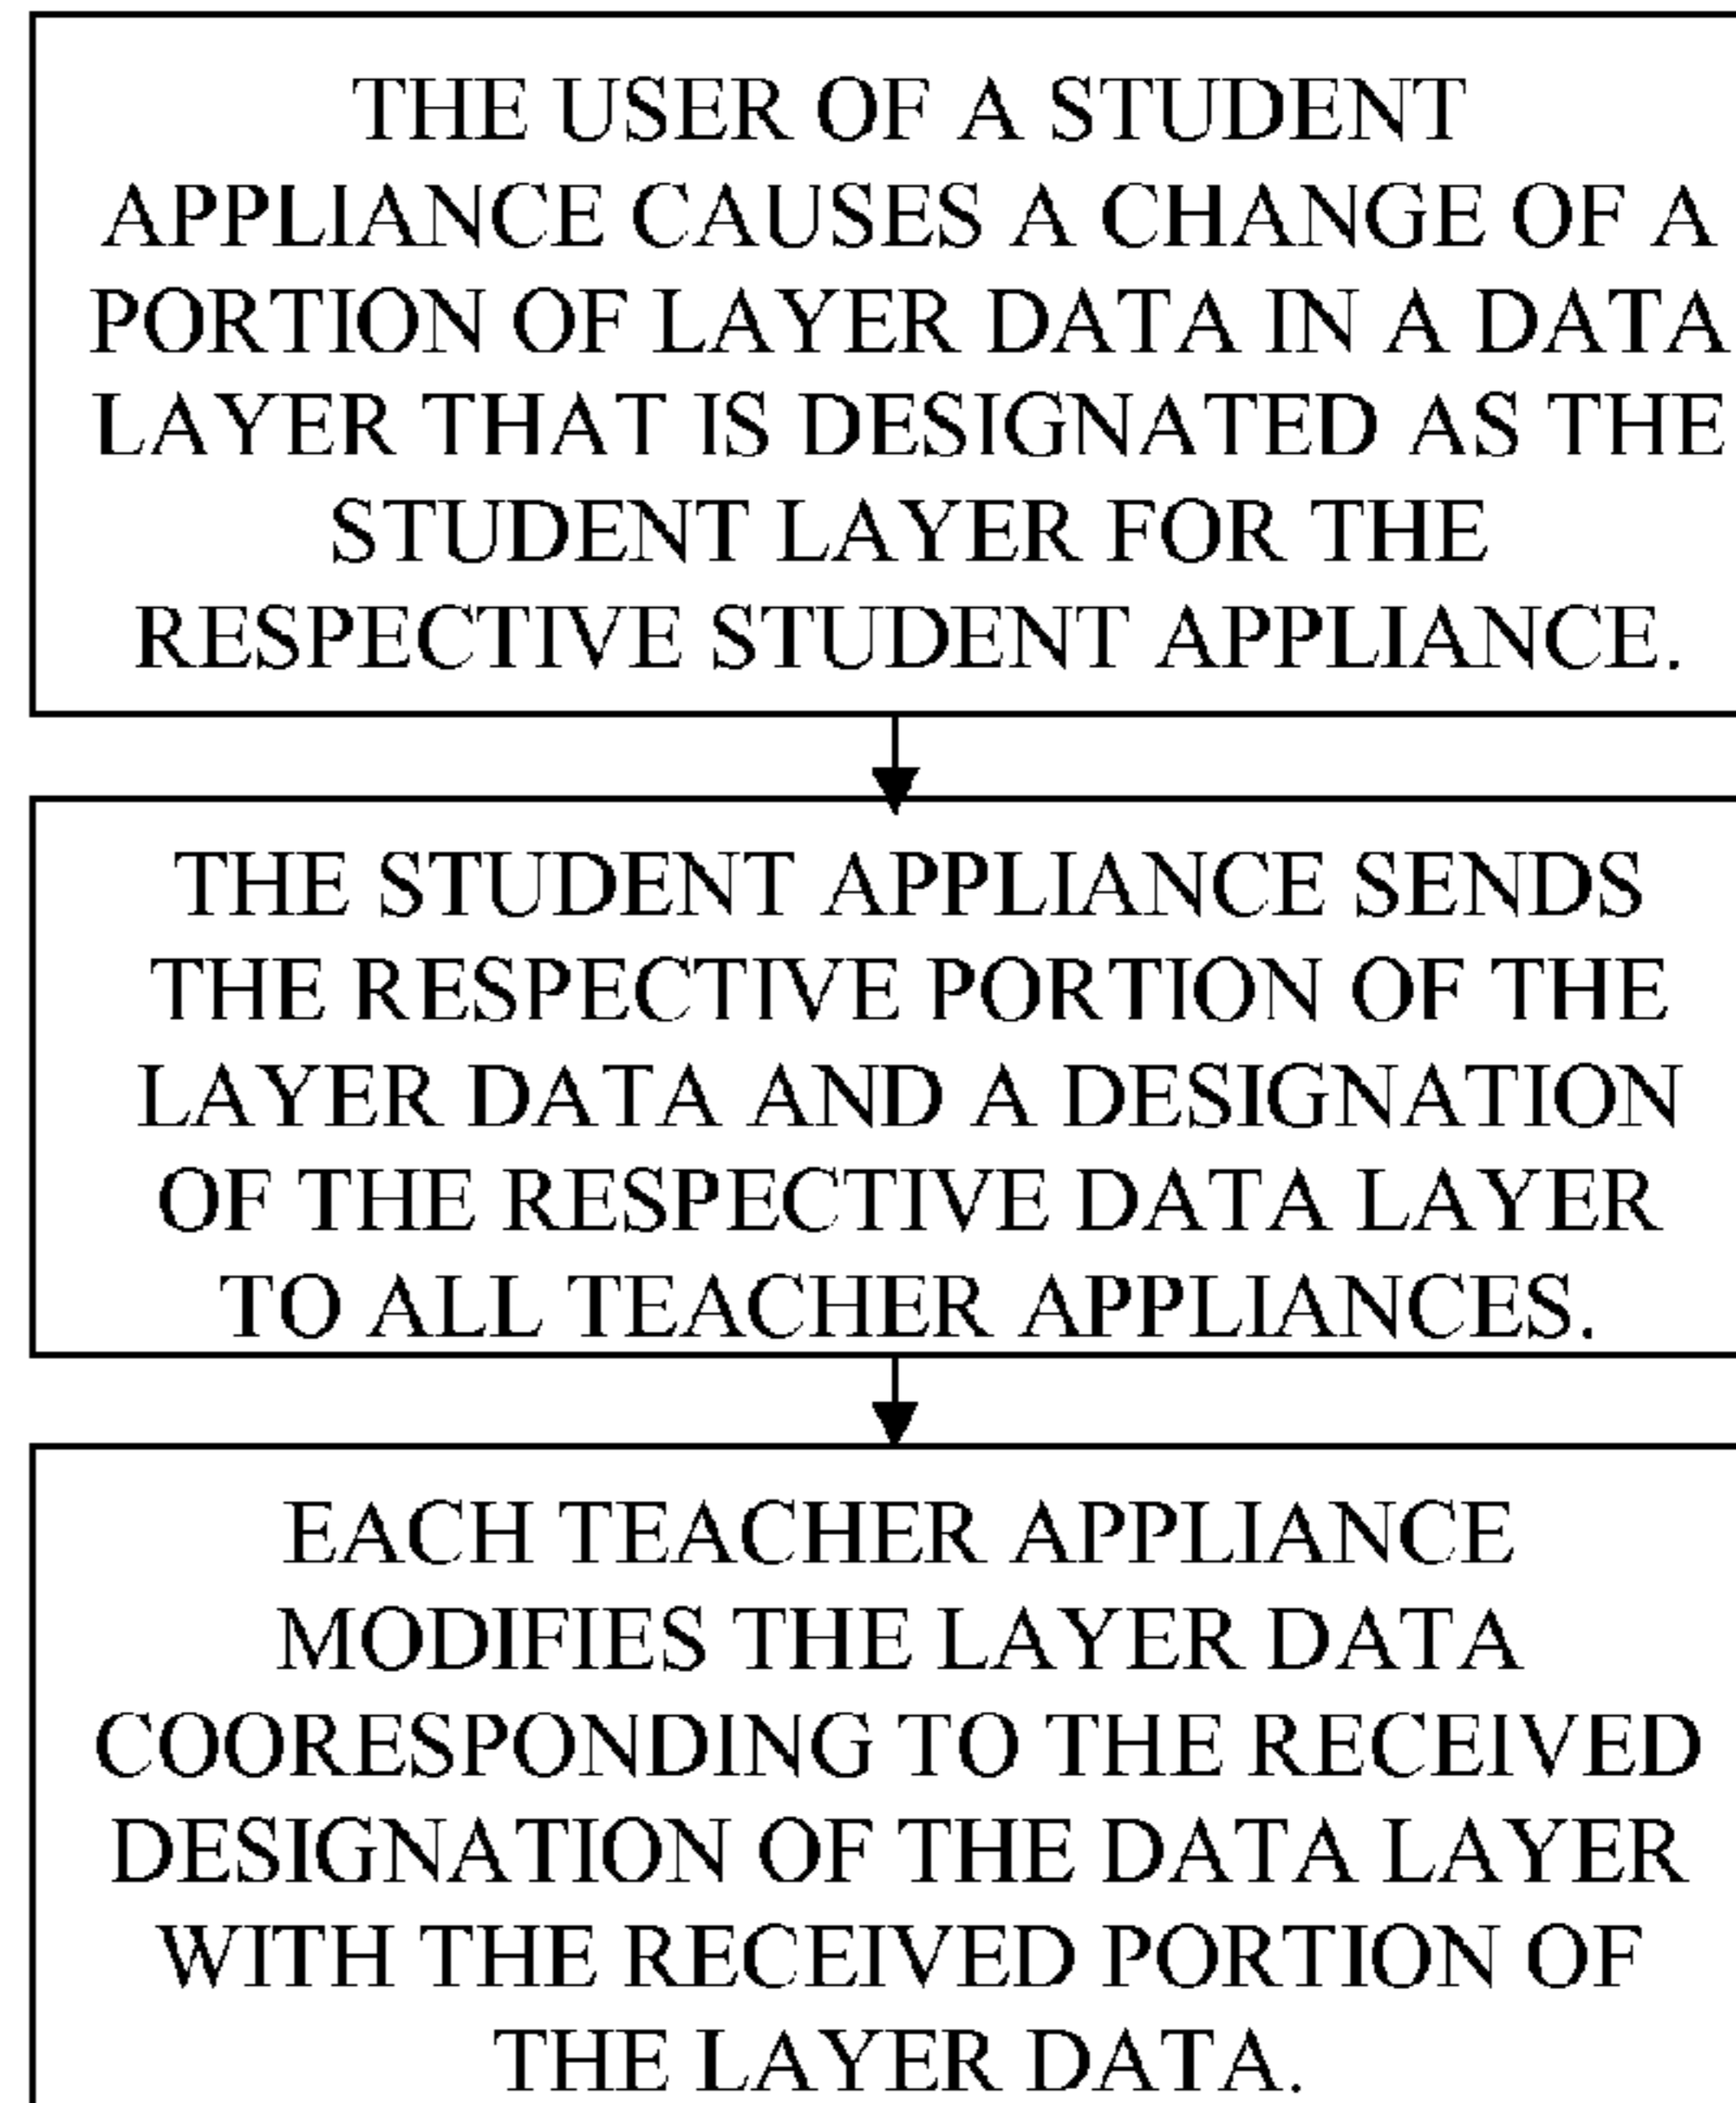 THE USER OF A STUDENT
APPLIANCE CAUSES A CHANGE OF A
PORTION OF LAYER DATA IN A DATA
LAYER THAT IS DESIGNATED AS THE
STUDENT LAYER FOR THE
RESPECTIVE STUDENT APPLIANCE.
THE STUDENT APPLIANCE SENDS
THE RESPECTIVE PORTION OF THE
LAYER DATA AND A DESIGNATION
OF THE RESPECTIVE DATA LAYER
TO ALL TEACHER APPLIANCES.
EACH TEACHER APPLIANCE
MODIFIES THE LAYER DATA
COORESPONDING TO THE RECEIVED
DESIGNATION OF THE DATA LAYER
WITH THE RECEIVED PORTION OF
THE LAYER DATA.